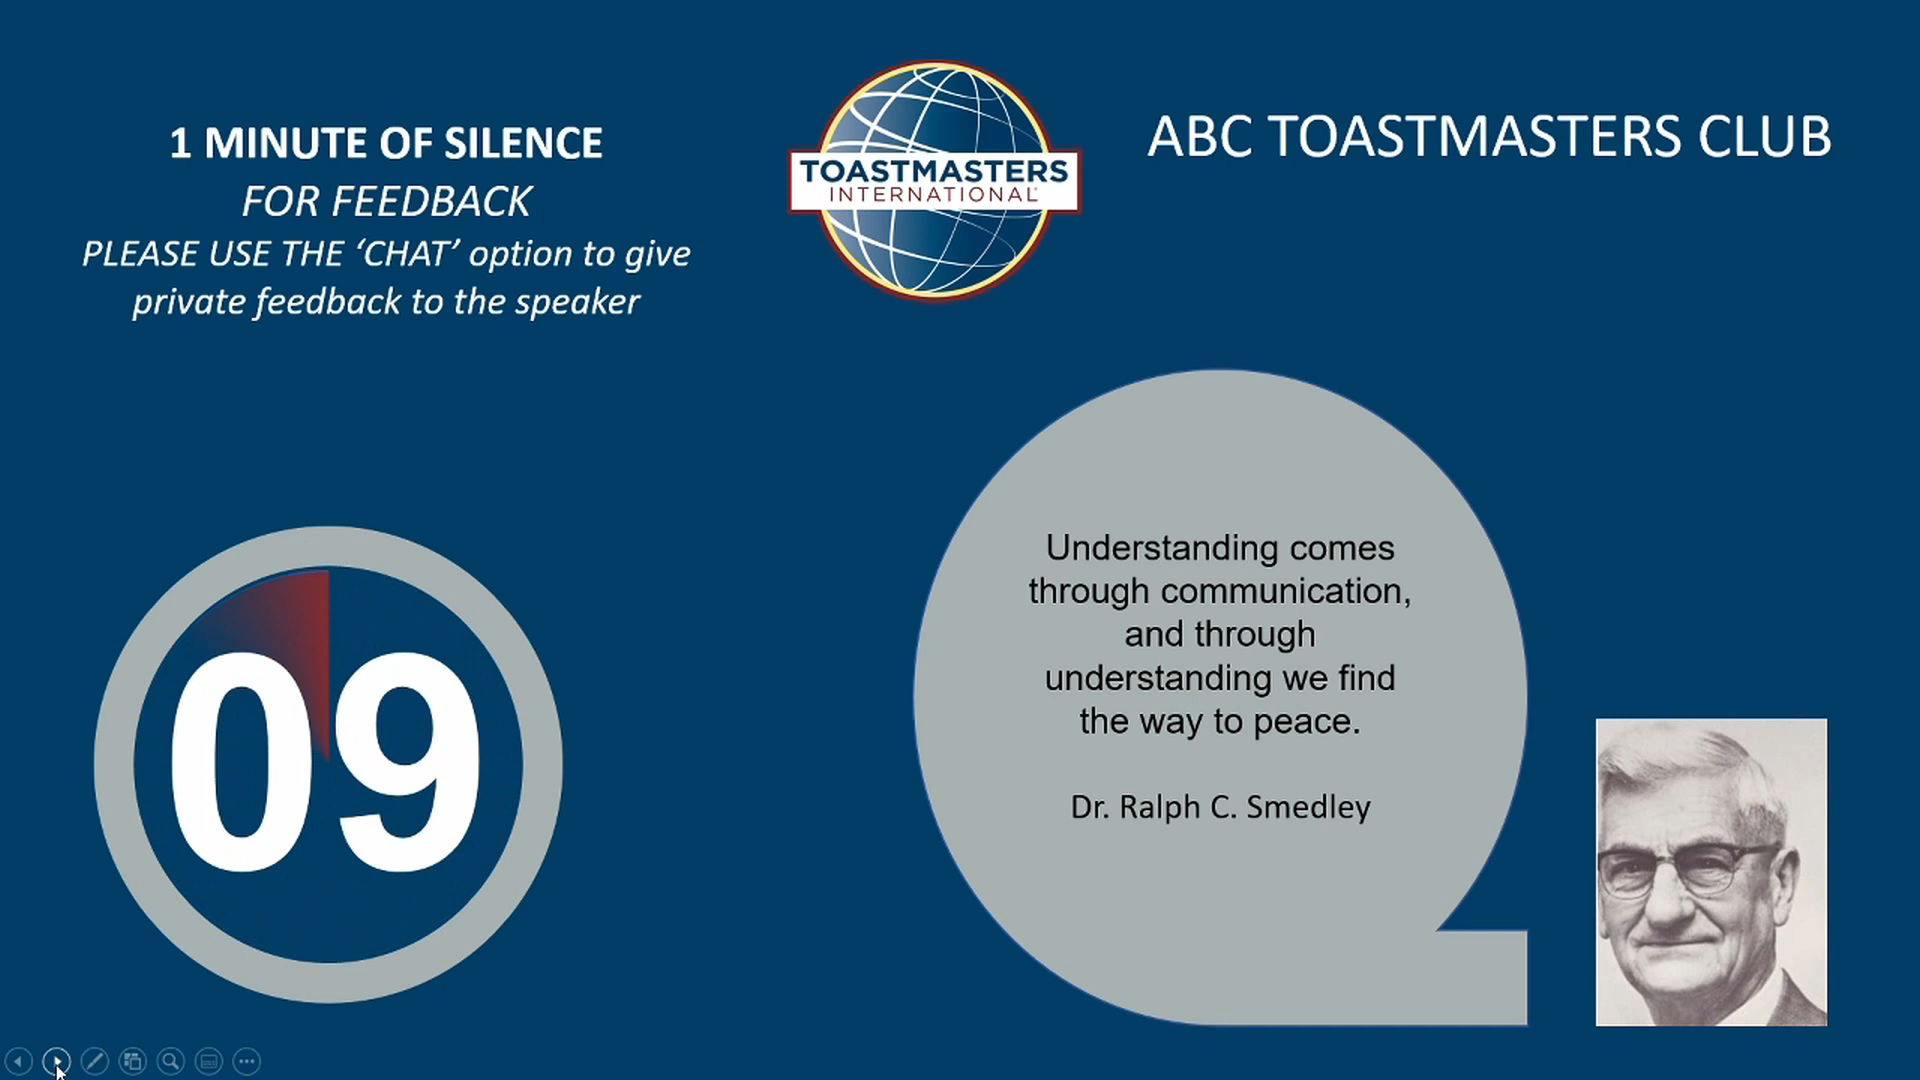 1 MINUTE OF SILENCE
FOR FEEDBACK
PLEASE USE THE ‘CHAT’ option to give
private feedback to the speaker
TOASTMASTERS
INTERNATIONAL
ABC TOASTMASTERS CLUB
09
Understanding comes
through communication,
and through
understanding we find
the way to peace.
Dr. Ralph C. Smedley